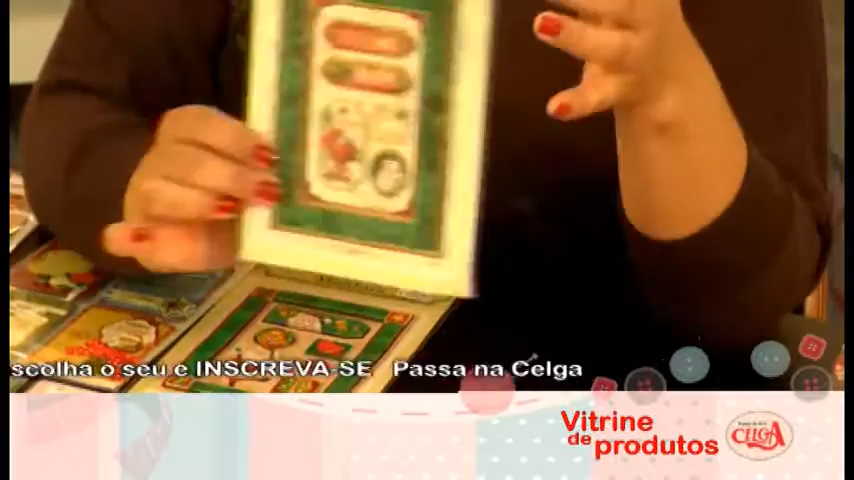 scolha o seu e INSCREVA-SE  Passa na Celga
Vitrine
de produtos
CELGA